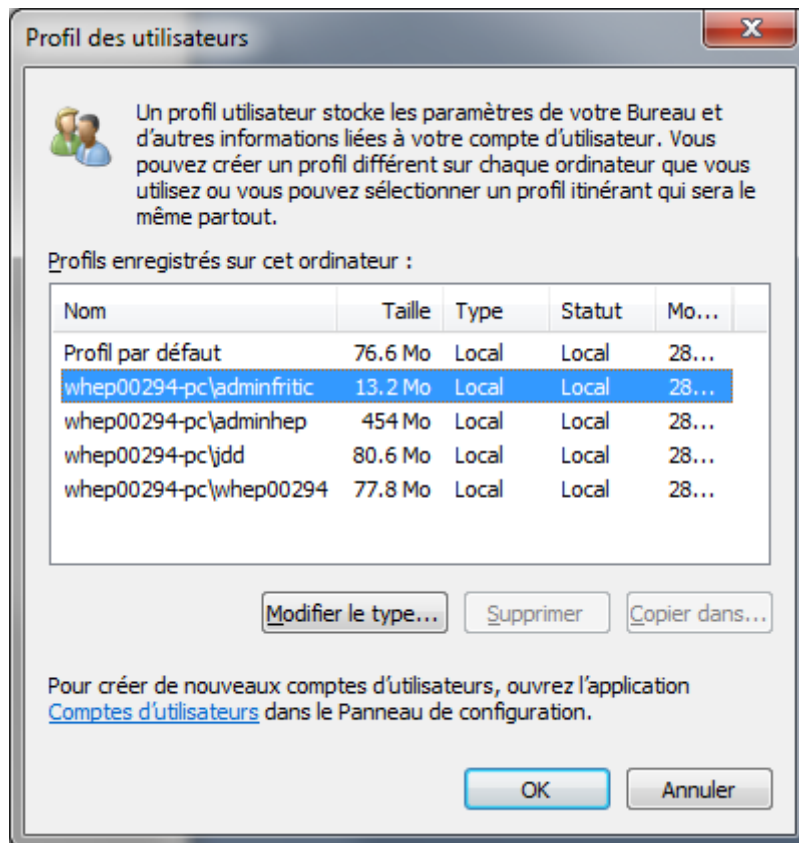 Profil des utilisateurs
Un profil utilisateur stocke les paramètres de votre Bureau et
d'autres informations liées à votre compte d'utilisateur. Vous
pouvez créer un profil différent sur chaque ordinateur que vous
utilisez ou vous pouvez sélectionner un profil itinérant qui sera le
même partout.
Profils enregistrés sur cet ordinateur :
Nom Taille Type Statut Mo...
Profil par défaut 76.6 Mo Local Local 28...
whep00294-pc\adminfritic 13.2 Mo Local Local 28...
whep00294-pc\adminhep 454 Mo Local Local 28...
whep00294-pc\jdd 80.6 Mo Local Local 28...
whep00294-pc\whep00294 77.8 Mo Local Local 28...
Modifier le type... Supprimer Copier dans...
Pour créer de nouveaux comptes d'utilisateurs, ouvrez l'application
Comptes d'utilisateurs dans le Panneau de configuration.
OK Annuler